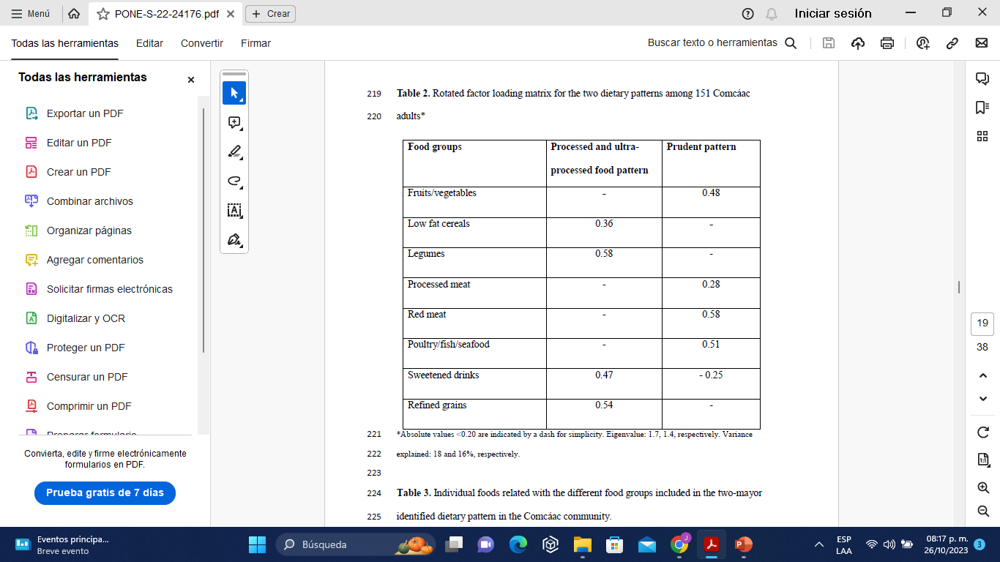 Menú
PONE-S-22-24176.pdf
Crear
Iniciar sesión
Todas las herramientas
Editar
Convertir
Firmar
Buscar texto o herramientas
Todas las herramientas
Exportar un PDF
Editar un PDF
Crear un PDF
Combinar archivos
Organizar páginas
Agregar comentarios
Solicitar firmas electrónicas
Digitalizar y OCR
Proteger un PDF
Censurar un PDF
Comprimir un PDF
Preparar formulario
Convierta, edite y firme electrónicamente
formularios en PDF.
Prueba gratis de 7 días
219 Table 2. Rotated factor loading matrix for the two dietary patterns among 151 Comcáac
220 adults*
Food groups
Processed and ultra-
processed food pattern
Prudent pattern
Fruits/vegetables - 0.48
Low fat cereals 0.36 -
Legumes 0.58 -
Processed meat - 0.28
Red meat - 0.58
Poultry/fish/seafood - 0.51
Sweetened drinks 0.47 - 0.25
Refined grains 0.54 -
221 *Absolute values <0.20 are indicated by a dash for simplicity. Eigenvalue: 1.7, 1.4, respectively. Variance
222 explained: 18 and 16%, respectively.
223
224 Table 3. Individual foods related with the different food groups included in the two-mayor
225 identified dietary pattern in the Comcáac community.
19
38
1:1
Eventos principa...
Breve evento
Búsqueda
J
ESP
LAA
08:17 p. m.
26/10/2023
3